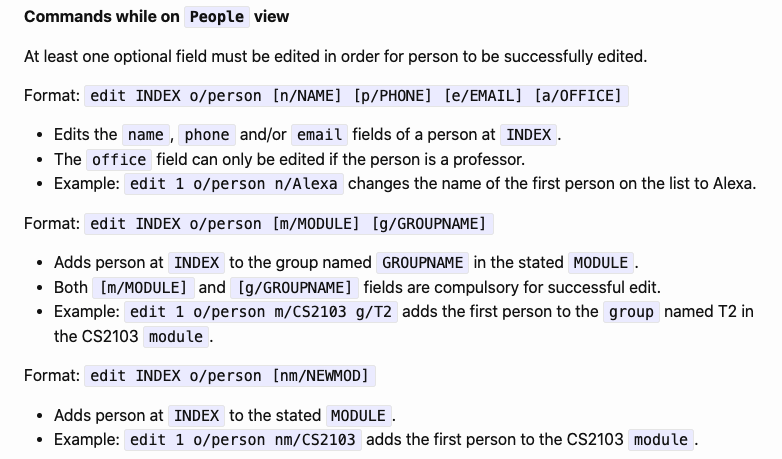 Commands while on People view
At least one optional field must be edited in order for person to be successfully edited.
Format: edit INDEX o/person [n/NAME] [p/PHONE] [e/EMAIL] [a/OFFICE]
• Edits the name, phone and/or email fields of a person at INDEX.
• The office field can only be edited if the person is a professor.
• Example: edit 1 o/person n/Alexa changes the name of the first person on the list to Alexa.
Format: edit INDEX o/person [m/MODULE] [g/GROUPNAME]
• Adds person at INDEX to the group named GROUPNAME in the stated MODULE.
• Both [m/MODULE] and [g/GROUPNAME] fields are compulsory for successful edit.
• Example: edit 1 o/person m/CS2103 g/T2 adds the first person to the group named T2 in
the CS2103 module.
Format: edit INDEX o/person [nm/NEWMOD]
• Adds person at INDEX to the stated MODULE.
• Example: edit 1 o/person nm/CS2103 adds the first person to the CS2103 module.